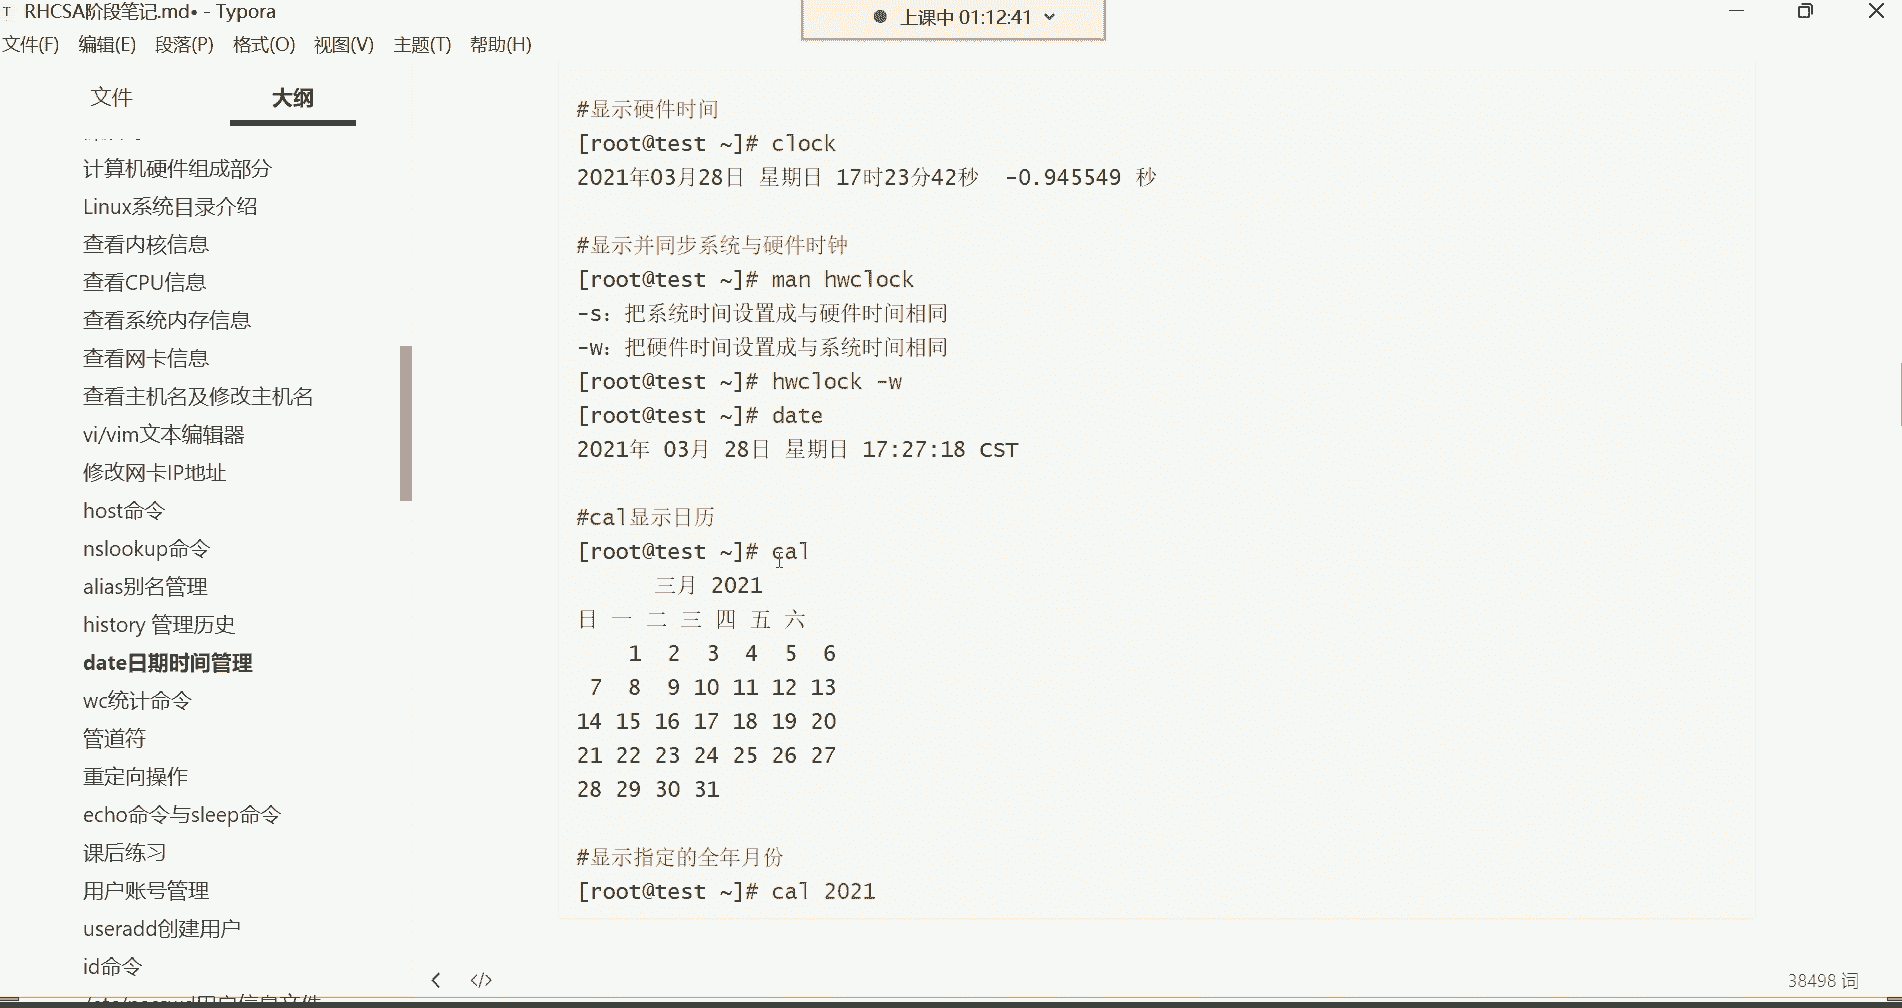 RHCSA阶段笔记.md• - Typora
上课中 01:12:41
文件(F) 编辑(E) 段落(P) 格式(O) 视图(V) 主题(T) 帮助(H)
文件 大纲
计算机硬件组成部分
Linux系统目录介绍
查看内核信息
查看CPU信息
查看系统内存信息
查看网卡信息
查看主机名及修改主机名
vi/vim文本编辑器
修改网卡IP地址
host命令
nslookup命令
alias别名管理
history 管理历史
date日期时间管理
wc统计命令
管道符
重定向操作
echo命令与sleep命令
课后练习
用户账号管理
useradd创建用户
id命令
#显示硬件时间
[root@test ~]# clock
2021年03月28日 星期日 17时23分42秒  -0.945549 秒
#显示并同步系统与硬件时钟
[root@test ~]# man hwclock
-s：把系统时间设置成与硬件时间相同
-w：把硬件时间设置成与系统时间相同
[root@test ~]# hwclock -w
[root@test ~]# date
2021年 03月 28日 星期日 17:27:18 CST
#cal显示日历
[root@test ~]# cal
三月 2021
日 一 二 三 四 五 六
1 2 3 4 5 6
7 8 9 10 11 12 13
14 15 16 17 18 19 20
21 22 23 24 25 26 27
28 29 30 31
#显示指定的全年月份
[root@test ~]# cal 2021
38498 词